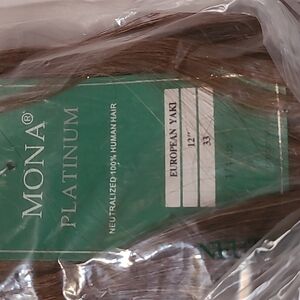 MONA®
PLATINUM
NEUTRALIZED 100% HUMAN HAIR
EUROPEAN YAKI
12"
33